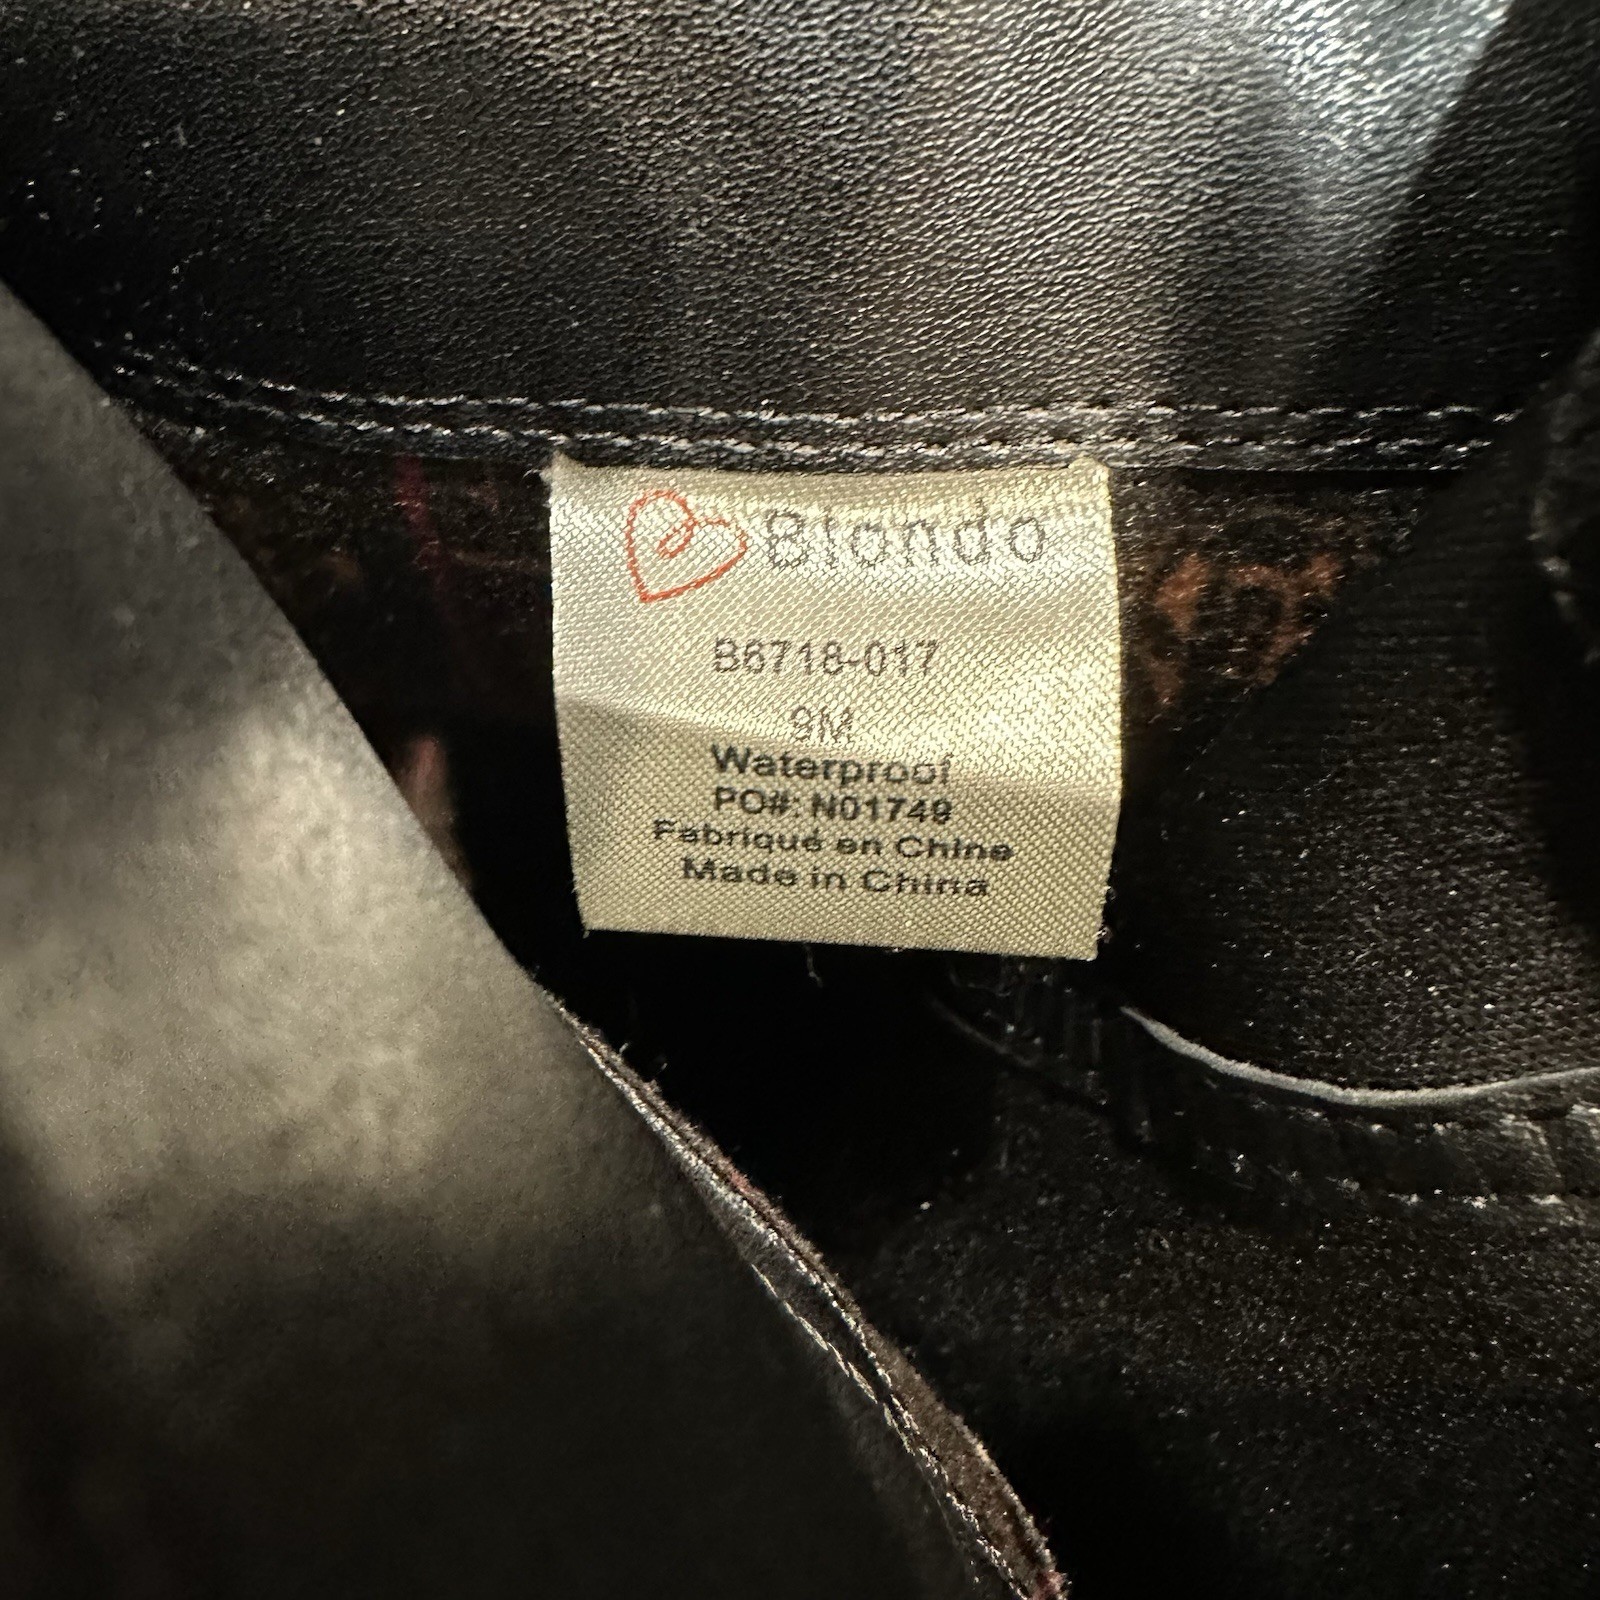 Blondo
B6718-017
9M
Waterproof
PO#: N01749
Fabriqué en Chine
Made in China